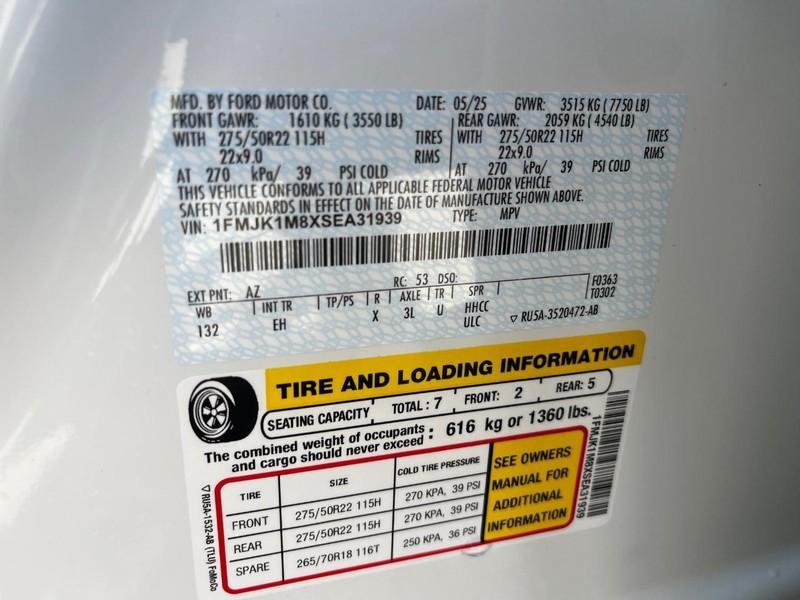 MFD. BY FORD MOTOR CO. DATE: 05/25 GVWR: 3515 KG ( 7750 LB)
FRONT GAWR: 1610 KG ( 3550 LB) REAR GAWR: 2059 KG ( 4540 LB)
WITH 275/50R22 115H TIRES WITH 275/50R22 115H TIRES
22x9.0 RIMS 22x9.0 RIMS
AT 270 kPa/ 39 PSI COLD AT 270 kPa/ 39 PSI COLD
THIS VEHICLE CONFORMS TO ALL APPLICABLE FEDERAL MOTOR VEHICLE
SAFETY STANDARDS IN EFFECT ON THE DATE OF MANUFACTURE SHOWN ABOVE.
VIN: 1FMJK1M8XSEA31939 TYPE: MPV
EXT PNT: AZ RC: 53 DSO: F0363
WB INT TR TP/PS R AXLE TR SPR T0302
132 EH X 3L U HHCC
ULC RU5A-3520472-AB
TIRE AND LOADING INFORMATION
SEATING CAPACITY TOTAL : 7 FRONT: 2 REAR: 5
The combined weight of occupants
and cargo should never exceed : 616 kg or 1360 lbs.
TIRE SIZE COLD TIRE PRESSURE
FRONT 275/50R22 115H 270 KPA, 39 PSI
REAR 275/50R22 115H 270 KPA, 39 PSI
SPARE 265/70R18 116T 250 KPA, 36 PSI
SEE OWNERS
MANUAL FOR
ADDITIONAL
INFORMATION
1FMJK1M8XSEA31939
RU5A-1532-AB (TLU) FoMoCo